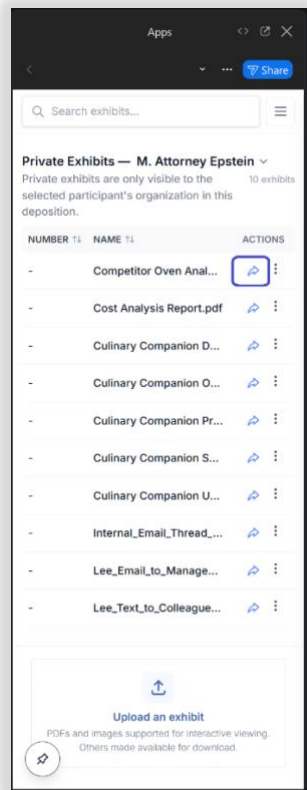 Apps
Share
Search exhibits...
Private Exhibits — M. Attorney Epstein
Private exhibits are only visible to the 10 exhibits
selected participant's organization in this
deposition.
NUMBER ↑↓ NAME ↑↓ ACTIONS
- Competitor Oven Anal...
- Cost Analysis Report.pdf
- Culinary Companion D...
- Culinary Companion O...
- Culinary Companion Pr...
- Culinary Companion S...
- Culinary Companion U...
- Internal_Email_Thread_...
- Lee_Email_to_Manage...
- Lee_Text_to_Colleague...
Upload an exhibit
PDFs and images supported for interactive viewing.
Others made available for download.